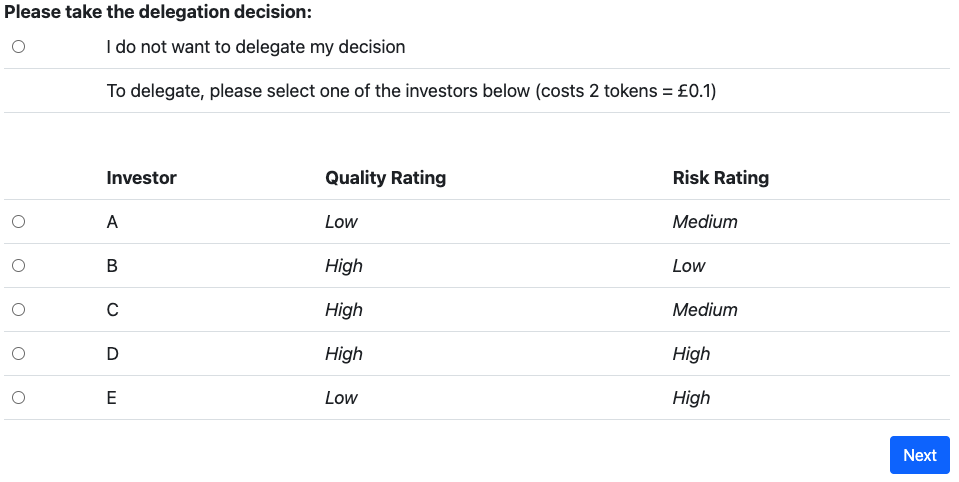 Please take the delegation decision:
I do not want to delegate my decision
To delegate, please select one of the investors below (costs 2 tokens = £0.1)
Investor Quality Rating Risk Rating
A Low Medium
B High Low
C High Medium
D High High
E Low High
Next